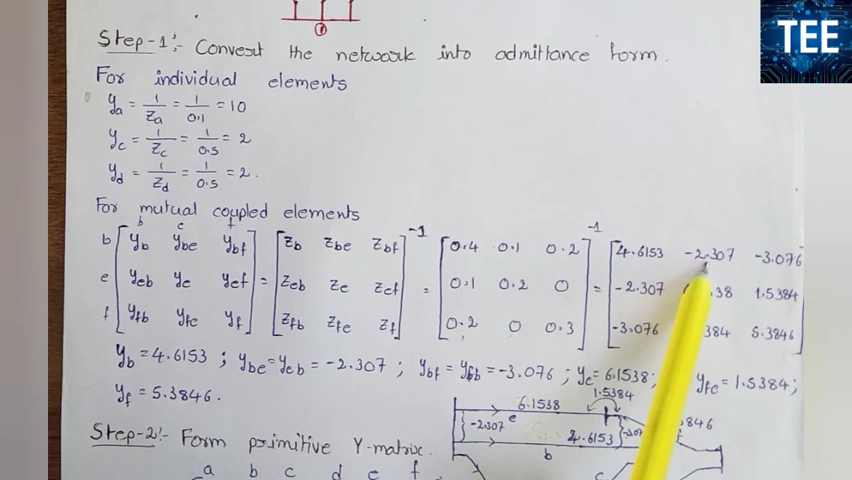 TEE
Step-1:- Convert the network into admittance form.
For individual elements
ya = 1/Za = 1/0.1 = 10
yc = 1/Zc = 1/0.5 = 2
yd = 1/Zd = 1/0.5 = 2.
For mutual coupled elements
b e f
b [yb ybe ybf] = [Zb Zbe Zbf]⁻¹ = [0.4 0.1 0.2]⁻¹ = [4.6153 -2.307 -3.076]
e [yeb ye yef] [Zeb Ze Zef] [0.1 0.2 0] [-2.307 .38 1.5384]
f [yfb yfe yf] [Zfb Zfe Zf] [0.2 0 0.3] [-3.076 384 5.3846]
yb = 4.6153 ; ybe = yeb = -2.307 ; ybf = yfb = -3.076 ; ye = 6.1538 ; yfe = 1.5384 ;
yf = 5.3846.
1.5384
6.1538
e
-2.307
4.6153
b
846
c
Step-2:- Form primitive Y-matrix.
a b c d e f